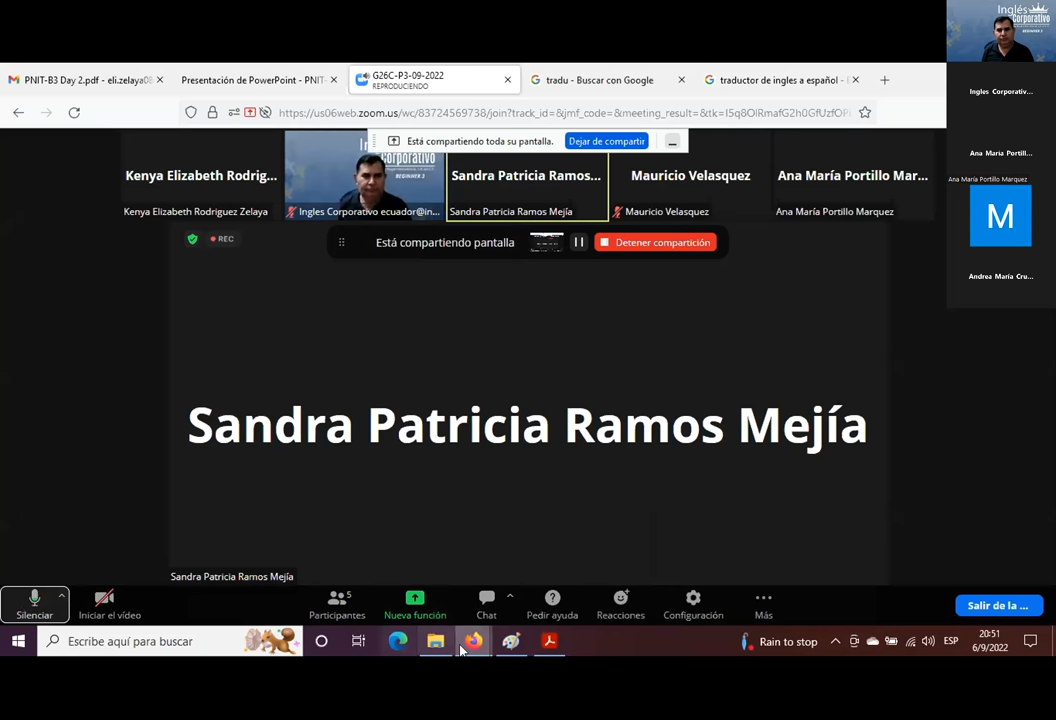 Inglés
Corporativo
PNIT-B3 Day 2.pdf - eli.zelaya08
Presentación de PowerPoint - PNIT-
G26C-P3-09-2022
REPRODUCIENDO
tradu - Buscar con Google
traductor de ingles a español -
Ingles Corporativ...
https://us06web.zoom.us/wc/83724569738/join?track_id=&jmf_code=&meeting_result=&tk=
Está compartiendo toda su pantalla.
Dejar de compartir
Ana Maria Portill...
Kenya Elizabeth Rodrig...
Corporativo
BEGINNER 3
Sandra Patricia Ramos...
Mauricio Velasquez
Ana María Portillo Mar...
Ana María Portillo Marquez
Kenya Elizabeth Rodriguez Zelaya
Ingles Corporativo ecuador@in...
Sandra Patricia Ramos Mejía
Mauricio Velasquez
Ana María Portillo Marquez
M
REC
Está compartiendo pantalla
Detener compartición
Andrea María Cru...
Sandra Patricia Ramos Mejía
Sandra Patricia Ramos Mejía
5
Silenciar
Iniciar el vídeo
Participantes
Nueva función
Chat
Pedir ayuda
Reacciones
Configuración
Más
Salir de la ...
Escribe aquí para buscar
Rain to stop
ESP
20:51
6/9/2022